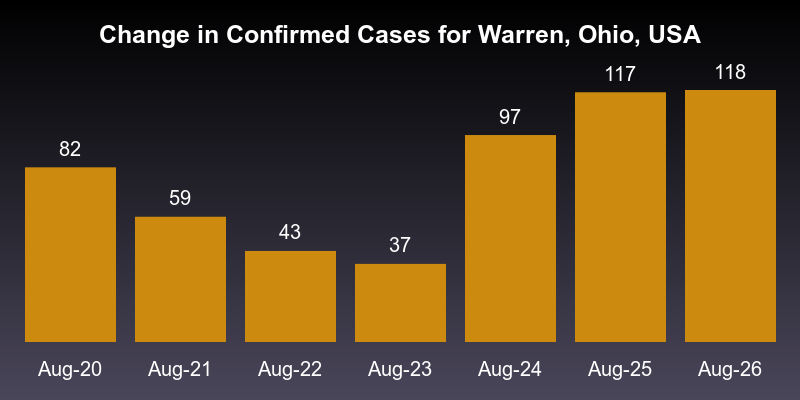 Change in Confirmed Cases for Warren, Ohio, USA
82 59 43 37 97 117 118
Aug-20 Aug-21 Aug-22 Aug-23 Aug-24 Aug-25 Aug-26